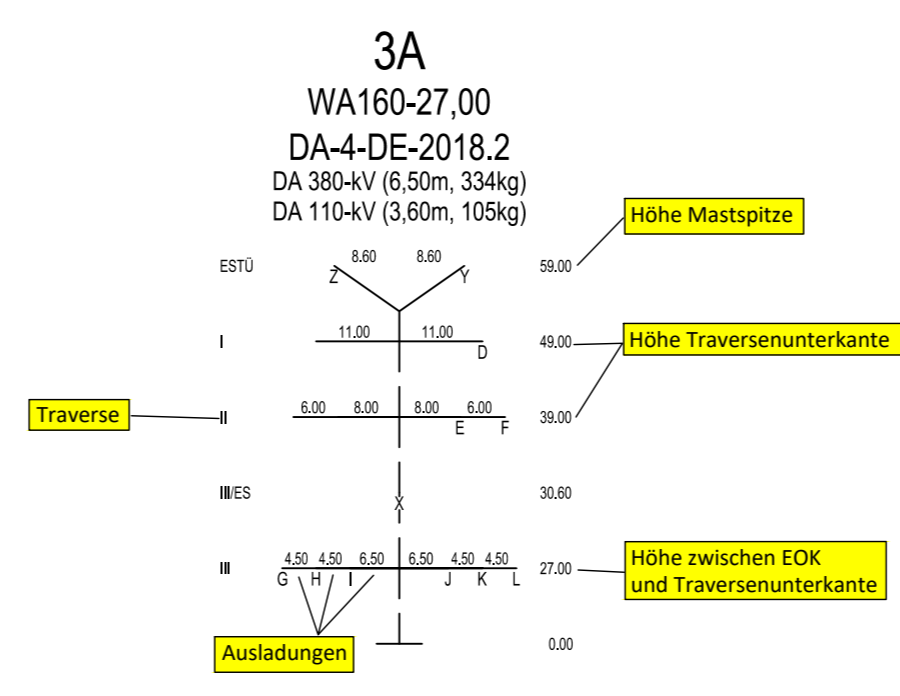 3A
WA160-27,00
DA-4-DE-2018.2
DA 380-kV (6,50m, 334kg)
DA 110-kV (3,60m, 105kg)
Höhe Mastspitze
ESTÜ
8.60 8.60
59.00
Z Y
I
11.00 11.00
49.00
Höhe Traversenunterkante
D
Traverse
II
6.00 8.00 8.00 6.00
39.00
E F
III/ES
30.60
X
III
4.50 4.50 6.50 6.50 4.50 4.50
27.00
Höhe zwischen EOK
und Traversenunterkante
G H I J K L
Ausladungen
0.00